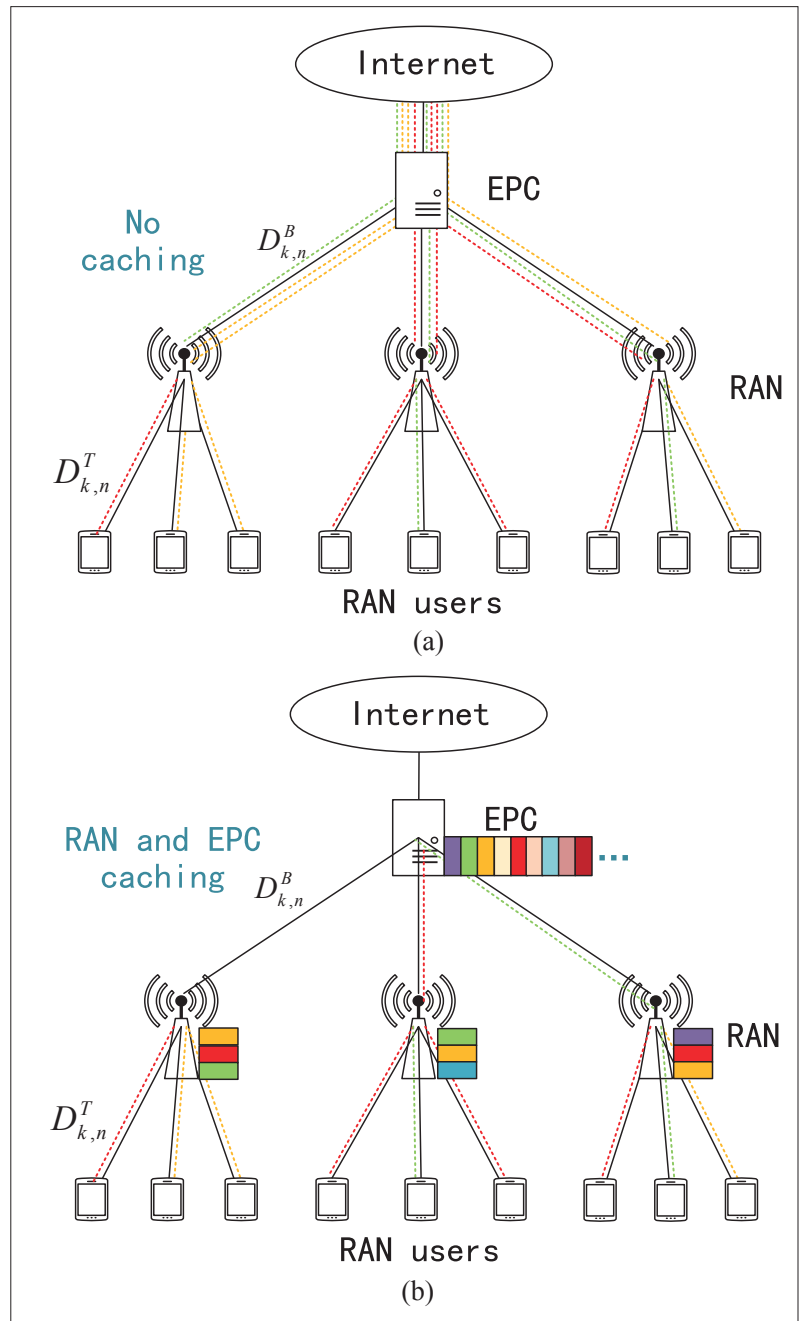 Internet
EPC
No
caching
D^B_{k,n}
RAN
D^T_{k,n}
RAN users
(a)
Internet
EPC
RAN and EPC
caching
...
D^B_{k,n}
RAN
D^T_{k,n}
RAN users
(b)